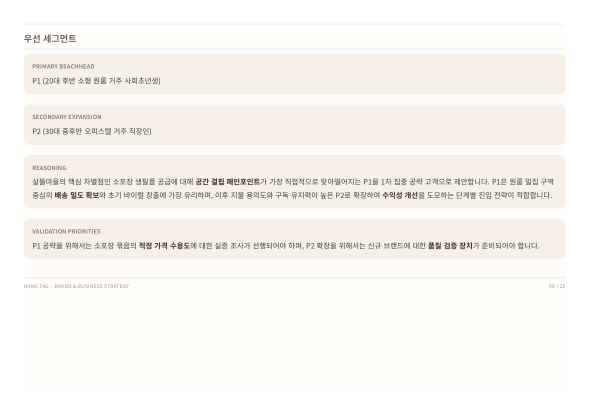 우선 세그먼트
PRIMARY BEACHHEAD
P1 (20대 후반 소형 원룸 거주 사회초년생)
SECONDARY EXPANSION
P2 (30대 중후반 오피스텔 거주 직장인)
REASONING
살뜰마을의 핵심 차별점인 소포장 생필품 공급에 대해 공간 결핍 페인포인트가 가장 직접적으로 맞아떨어지는 P1을 1차 집중 공략 고객으로 제안합니다. P1은 원룸 밀집 구역
중심의 배송 밀도 확보와 초기 바이럴 창출에 가장 유리하며, 이후 지불 용의도와 구독 유지력이 높은 P2로 확장하여 수익성 개선을 도모하는 단계별 진입 전략이 적합합니다.
VALIDATION PRIORITIES
P1 공략을 위해서는 소포장 묶음의 적정 가격 수용도에 대한 실증 조사가 선행되어야 하며, P2 확장을 위해서는 신규 브랜드에 대한 품질 검증 장치가 준비되어야 합니다.
NAME TAG · BRAND & BUSINESS STRATEGY
09 / 25